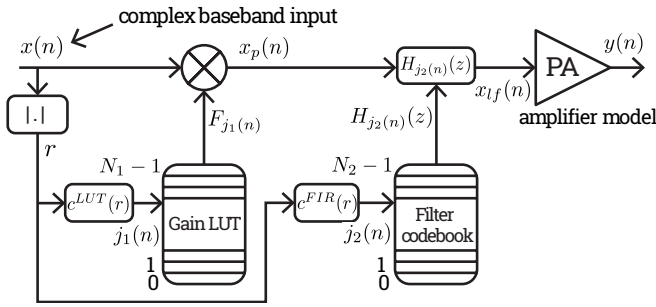 complex baseband input
x(n)
x_p(n)
H_{j_2(n)}(z)
x_{lf}(n)
PA
y(n)
amplifier model
|.|
r
F_{j_1(n)}
H_{j_2(n)}(z)
N_1 − 1
N_2 − 1
c^{LUT}(r)
j_1(n)
Gain LUT
c^{FIR}(r)
j_2(n)
Filter
codebook
1
0
1
0